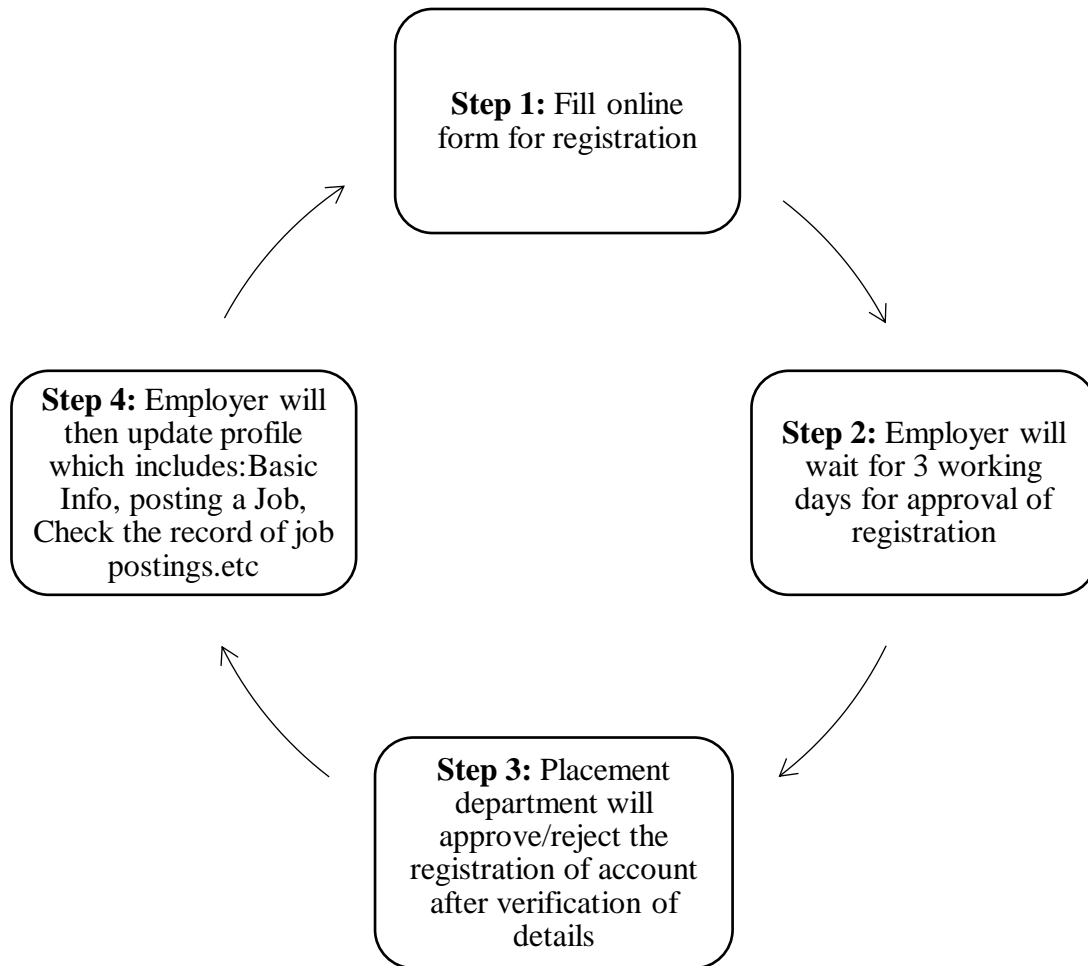 Step 1: Fill online
form for registration
Step 2: Employer will
wait for 3 working
days for approval of
registration
Step 3: Placement
department will
approve/reject the
registration of account
after verification of
details
Step 4: Employer will
then update profile
which includes:Basic
Info, posting a Job,
Check the record of job
postings.etc